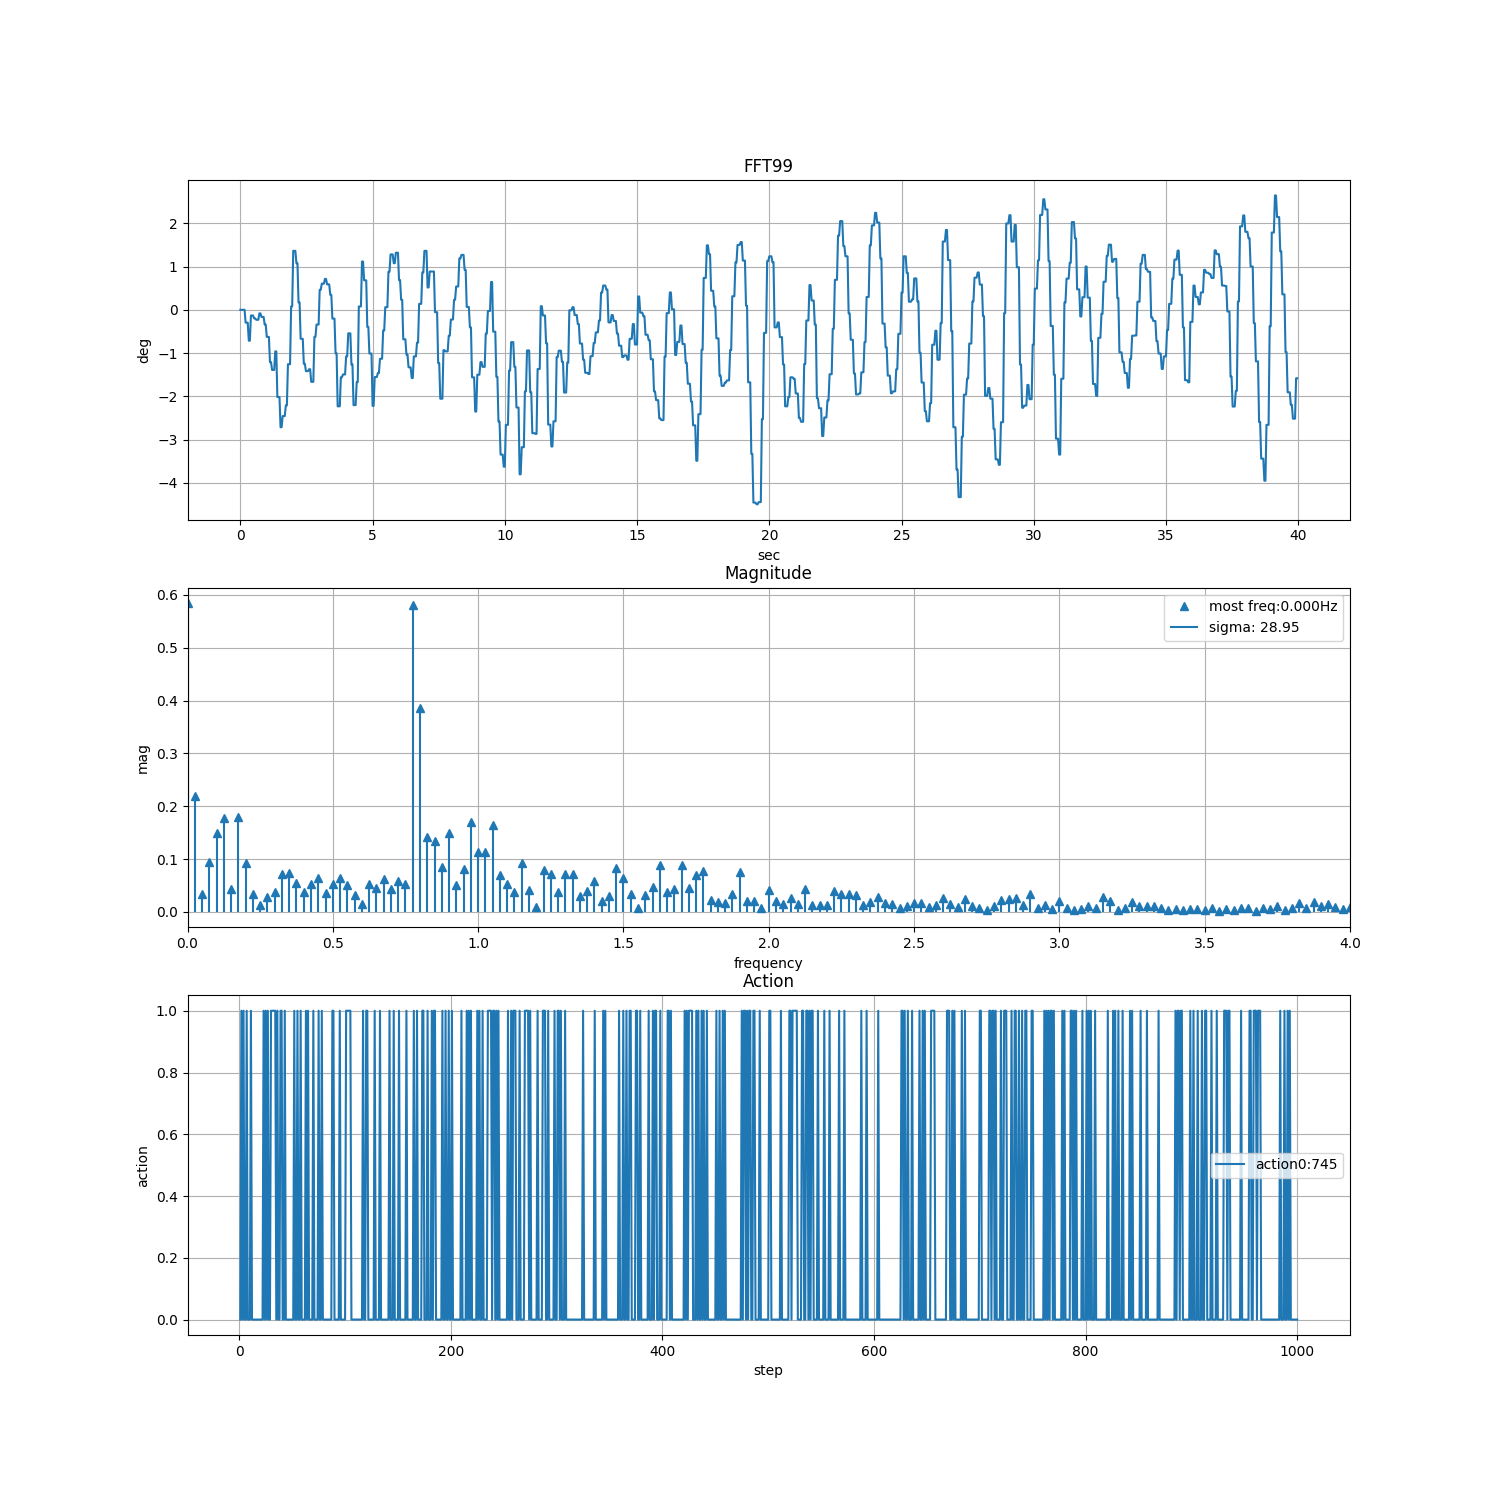 FFT99
2
1
0
−1
−2
−3
−4
deg
0 5 10 15 20 25 30 35 40
sec
Magnitude
0.6
0.5
0.4
0.3
0.2
0.1
0.0
mag
most freq:0.000Hz
sigma: 28.95
0.0 0.5 1.0 1.5 2.0 2.5 3.0 3.5 4.0
frequency
Action
1.0
0.8
0.6
0.4
0.2
0.0
action
action0:745
0 200 400 600 800 1000
step